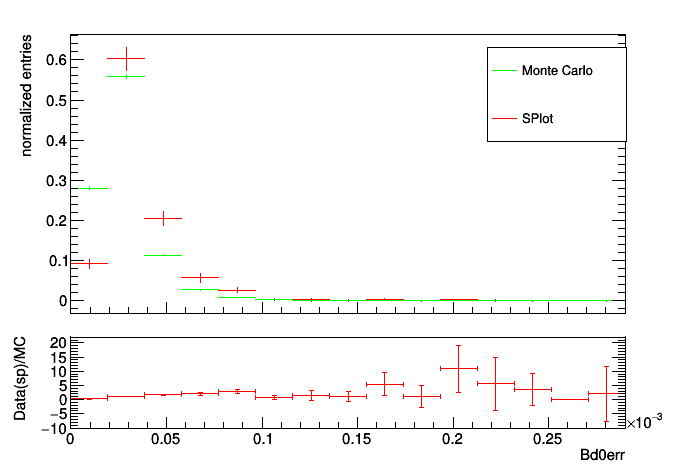 normalized entries
0.6
0.5
0.4
0.3
0.2
0.1
0
Monte Carlo
SPlot
Data(sp)/MC
20
15
10
5
0
−5
−10
0 0.05 0.1 0.15 0.2 0.25
×10⁻³
Bd0err